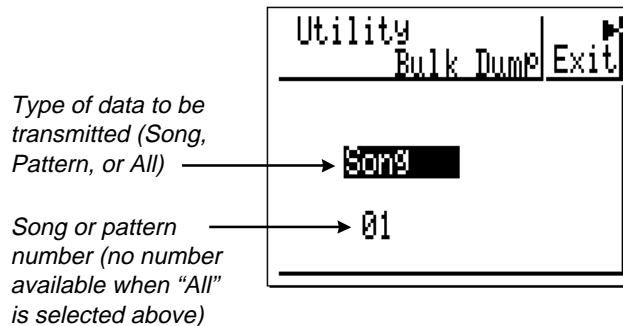 Utility
Bulk Dump
Exit
Type of data to be
transmitted (Song,
Pattern, or All)
Song
Song or pattern
number (no number
available when “All”
is selected above)
01